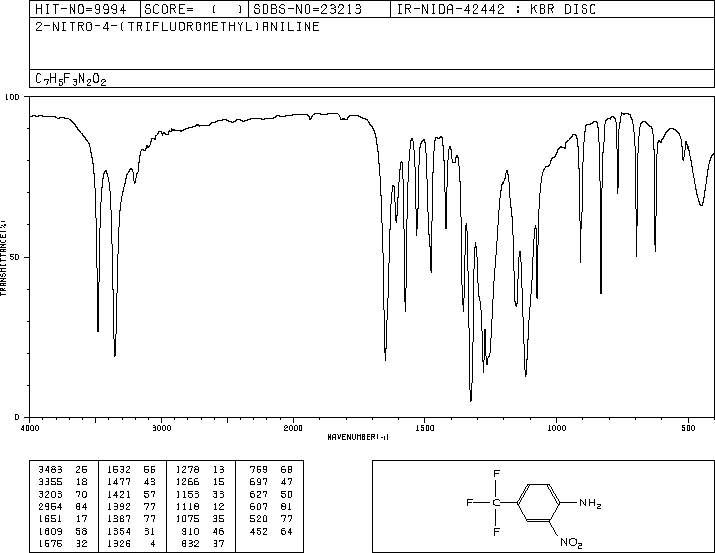 HIT-NO=9994 SCORE= ( ) SDBS-NO=23213 IR-NIDA-42442 : KBR DISC
2-NITRO-4-(TRIFLUOROMETHYL)ANILINE
C7H5F3N2O2
100
50
0
TRANSMITTANCE(%)
4000 3000 2000 1500 1000 500
WAVENUMBER(-1)
3483 26 1532 55 1278 13 769 68
3355 18 1477 43 1266 15 697 47
3203 70 1421 57 1153 33 627 50
2954 84 1392 77 1118 12 607 81
1651 17 1387 77 1075 35 520 77
1609 58 1354 31 910 46 452 64
1575 32 1326 4 832 37
F
F C NH2
F
NO2